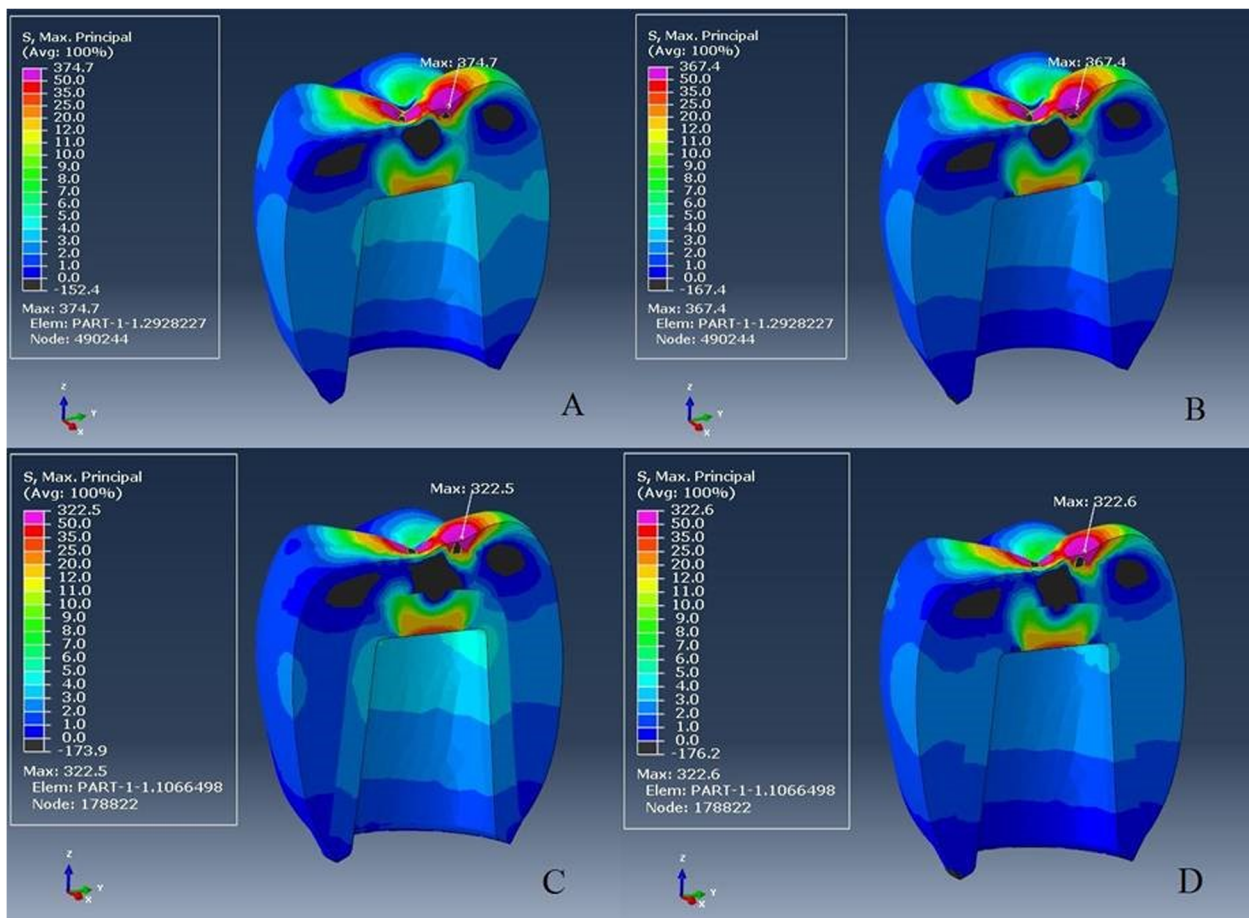 S, Max. Principal
(Avg: 100%)
374.7
50.0
35.0
25.0
20.0
12.0
11.0
10.0
9.0
8.0
7.0
6.0
5.0
4.0
3.0
2.0
1.0
0.0
-152.4
Max: 374.7
Elem: PART-1-1.2928227
Node: 490244
Max: 374.7
Z
Y
X
A
S, Max. Principal
(Avg: 100%)
367.4
50.0
35.0
25.0
20.0
12.0
11.0
10.0
9.0
8.0
7.0
6.0
5.0
4.0
3.0
2.0
1.0
0.0
-167.4
Max: 367.4
Elem: PART-1-1.2928227
Node: 490244
Max: 367.4
Z
Y
X
B
S, Max. Principal
(Avg: 100%)
322.5
50.0
35.0
25.0
20.0
12.0
11.0
10.0
9.0
8.0
7.0
6.0
5.0
4.0
3.0
2.0
1.0
0.0
-173.9
Max: 322.5
Elem: PART-1-1.1066498
Node: 178822
Max: 322.5
Z
Y
X
C
S, Max. Principal
(Avg: 100%)
322.6
50.0
35.0
25.0
20.0
12.0
11.0
10.0
9.0
8.0
7.0
6.0
5.0
4.0
3.0
2.0
1.0
0.0
-176.2
Max: 322.6
Elem: PART-1-1.1066498
Node: 178822
Max: 322.6
Z
Y
X
D